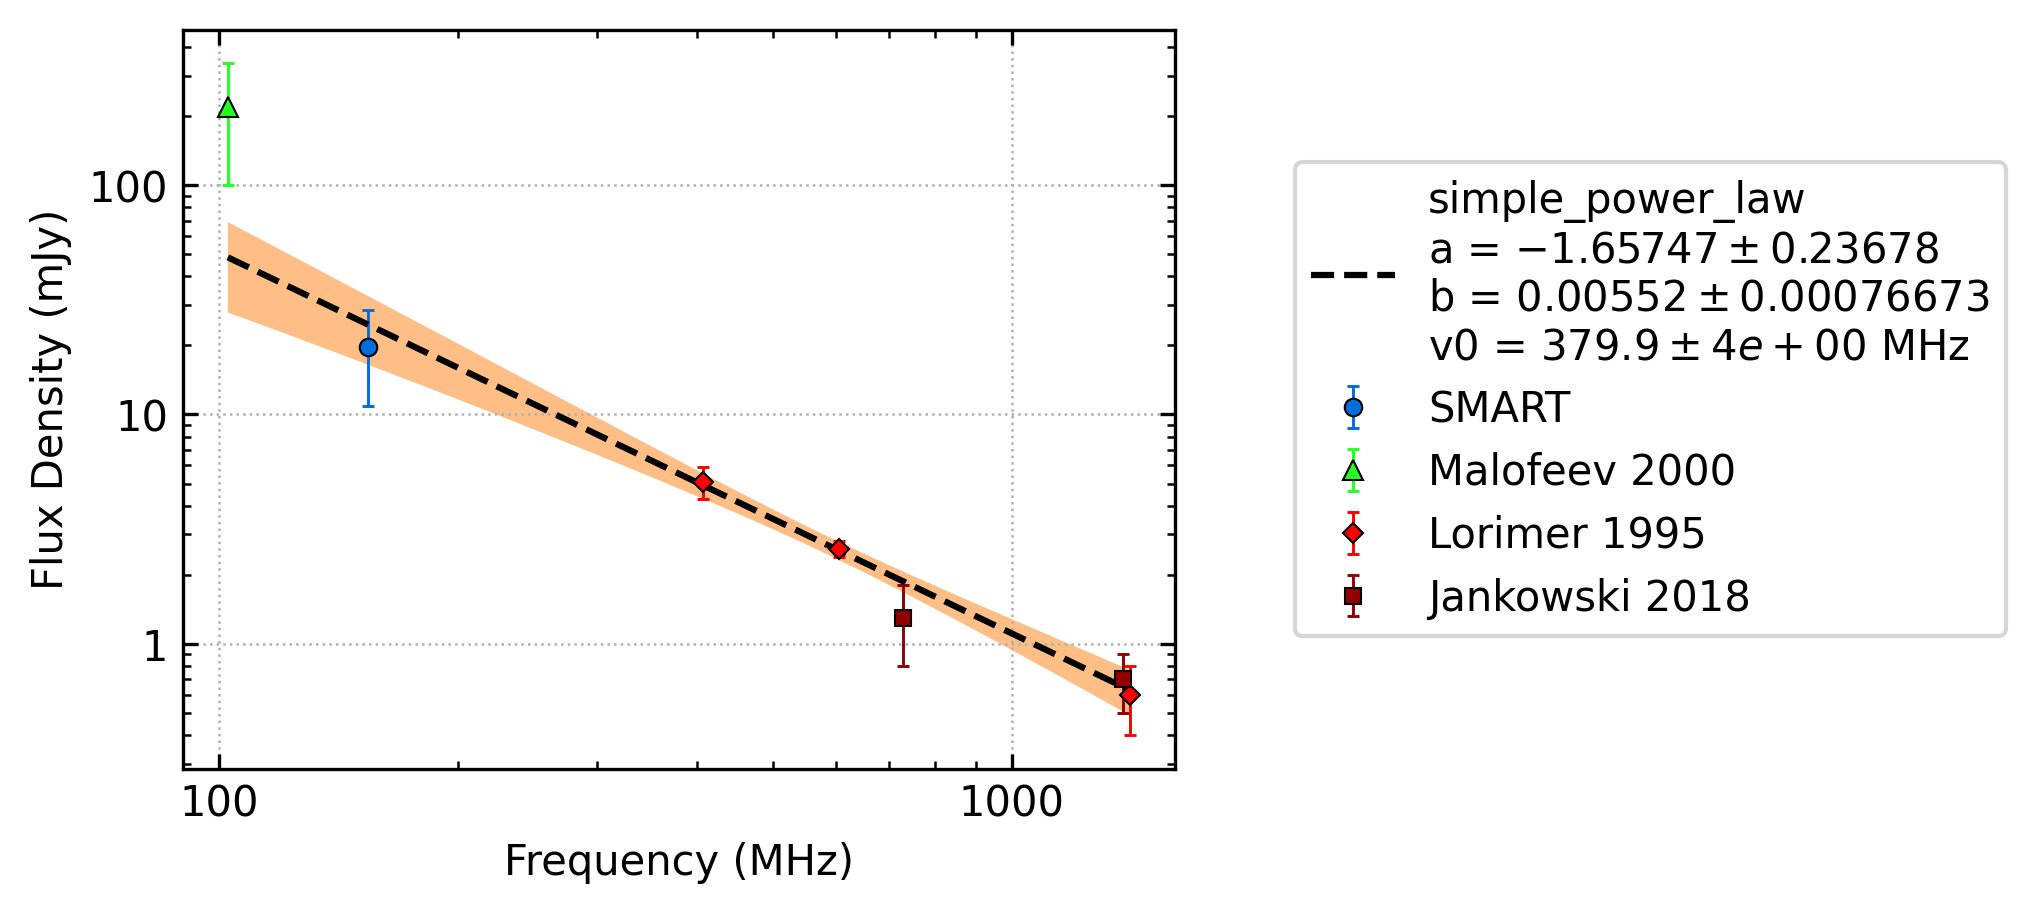 100
10
1
Flux Density (mJy)
100
1000
Frequency (MHz)
simple_power_law
a = −1.65747 ± 0.23678
b = 0.00552 ± 0.00076673
v0 = 379.9 ± 4e + 00 MHz
SMART
Malofeev 2000
Lorimer 1995
Jankowski 2018